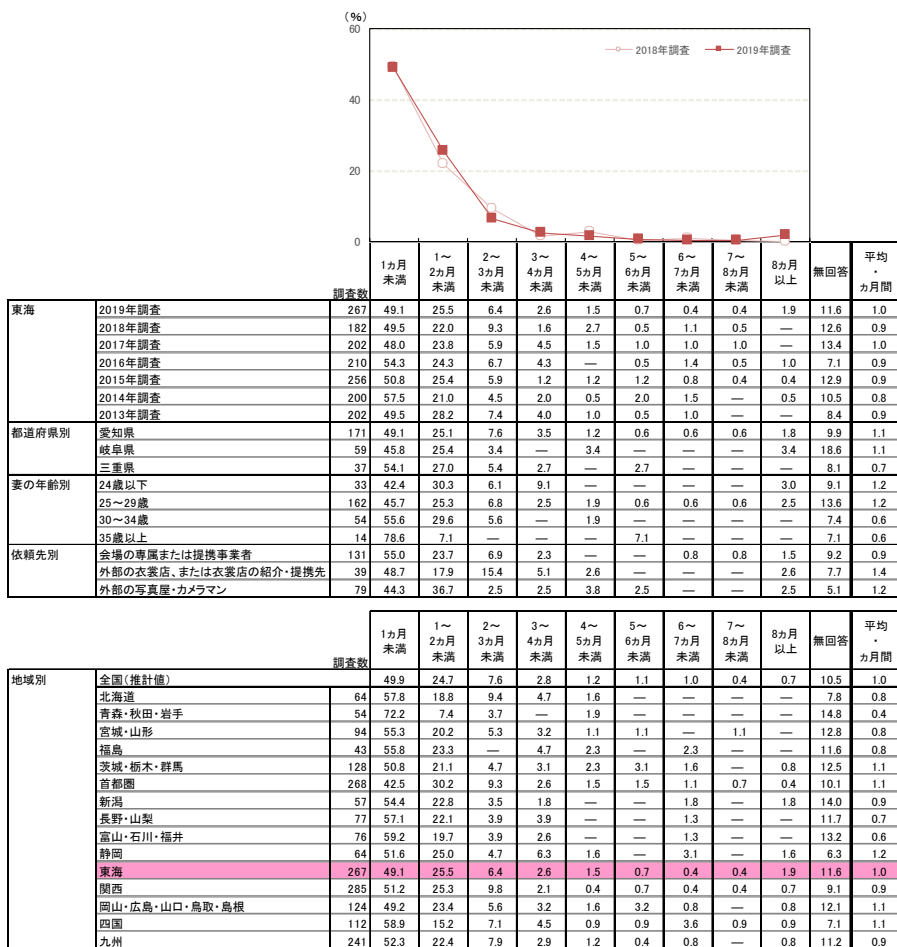 (%)
60
40
20
0
2018年調査 2019年調査
調査数 1ヵ月未満 1～2ヵ月未満 2～3ヵ月未満 3～4ヵ月未満 4～5ヵ月未満 5～6ヵ月未満 6～7ヵ月未満 7～8ヵ月未満 8ヵ月以上 無回答 平均・ヵ月間
東海 2019年調査 267 49.1 25.5 6.4 2.6 1.5 0.7 0.4 0.4 1.9 11.6 1.0
2018年調査 182 49.5 22.0 9.3 1.6 2.7 0.5 1.1 0.5 — 12.6 0.9
2017年調査 202 48.0 23.8 5.9 4.5 1.5 1.0 1.0 1.0 — 13.4 1.0
2016年調査 210 54.3 24.3 6.7 4.3 — 0.5 1.4 0.5 1.0 7.1 0.9
2015年調査 256 50.8 25.4 5.9 1.2 1.2 1.2 0.8 0.4 0.4 12.9 0.9
2014年調査 200 57.5 21.0 4.5 2.0 0.5 2.0 1.5 — 0.5 10.5 0.8
2013年調査 202 49.5 28.2 7.4 4.0 1.0 0.5 1.0 — — 8.4 0.9
都道府県別 愛知県 171 49.1 25.1 7.6 3.5 1.2 0.6 0.6 0.6 1.8 9.9 1.1
岐阜県 59 45.8 25.4 3.4 — 3.4 — — — 3.4 18.6 1.1
三重県 37 54.1 27.0 5.4 2.7 — 2.7 — — — 8.1 0.7
妻の年齢別 24歳以下 33 42.4 30.3 6.1 9.1 — — — — 3.0 9.1 1.2
25～29歳 162 45.7 25.3 6.8 2.5 1.9 0.6 0.6 0.6 2.5 13.6 1.2
30～34歳 54 55.6 29.6 5.6 — 1.9 — — — — 7.4 0.6
35歳以上 14 78.6 7.1 — — — 7.1 — — — 7.1 0.6
依頼先別 会場の専属または提携事業者 131 55.0 23.7 6.9 2.3 — — 0.8 0.8 1.5 9.2 0.9
外部の衣裳店、または衣裳店の紹介・提携先 39 48.7 17.9 15.4 5.1 2.6 — — — 2.6 7.7 1.4
外部の写真屋・カメラマン 79 44.3 36.7 2.5 2.5 3.8 2.5 — — 2.5 5.1 1.2
調査数 1ヵ月未満 1～2ヵ月未満 2～3ヵ月未満 3～4ヵ月未満 4～5ヵ月未満 5～6ヵ月未満 6～7ヵ月未満 7～8ヵ月未満 8ヵ月以上 無回答 平均・ヵ月間
地域別 全国(推計値) 49.9 24.7 7.6 2.8 1.2 1.1 1.0 0.4 0.7 10.5 1.0
北海道 64 57.8 18.8 9.4 4.7 1.6 — — — — 7.8 0.8
青森・秋田・岩手 54 72.2 7.4 3.7 — 1.9 — — — — 14.8 0.4
宮城・山形 94 55.3 20.2 5.3 3.2 1.1 1.1 — 1.1 — 12.8 0.8
福島 43 55.8 23.3 — 4.7 2.3 — 2.3 — — 11.6 0.8
茨城・栃木・群馬 128 50.8 21.1 4.7 3.1 2.3 3.1 1.6 — 0.8 12.5 1.1
首都圏 268 42.5 30.2 9.3 2.6 1.5 1.5 1.1 0.7 0.4 10.1 1.1
新潟 57 54.4 22.8 3.5 1.8 — — 1.8 — 1.8 14.0 0.9
長野・山梨 77 57.1 22.1 3.9 3.9 — — 1.3 — — 11.7 0.7
富山・石川・福井 76 59.2 19.7 3.9 2.6 — — 1.3 — — 13.2 0.6
静岡 64 51.6 25.0 4.7 6.3 1.6 — 3.1 — 1.6 6.3 1.2
東海 267 49.1 25.5 6.4 2.6 1.5 0.7 0.4 0.4 1.9 11.6 1.0
関西 285 51.2 25.3 9.8 2.1 0.4 0.7 0.4 0.4 0.7 9.1 0.9
岡山・広島・山口・鳥取・島根 124 49.2 23.4 5.6 3.2 1.6 3.2 0.8 — 0.8 12.1 1.1
四国 112 58.9 15.2 7.1 4.5 0.9 0.9 3.6 0.9 0.9 7.1 1.1
九州 241 52.3 22.4 7.9 2.9 1.2 0.4 0.8 — 0.8 11.2 0.9